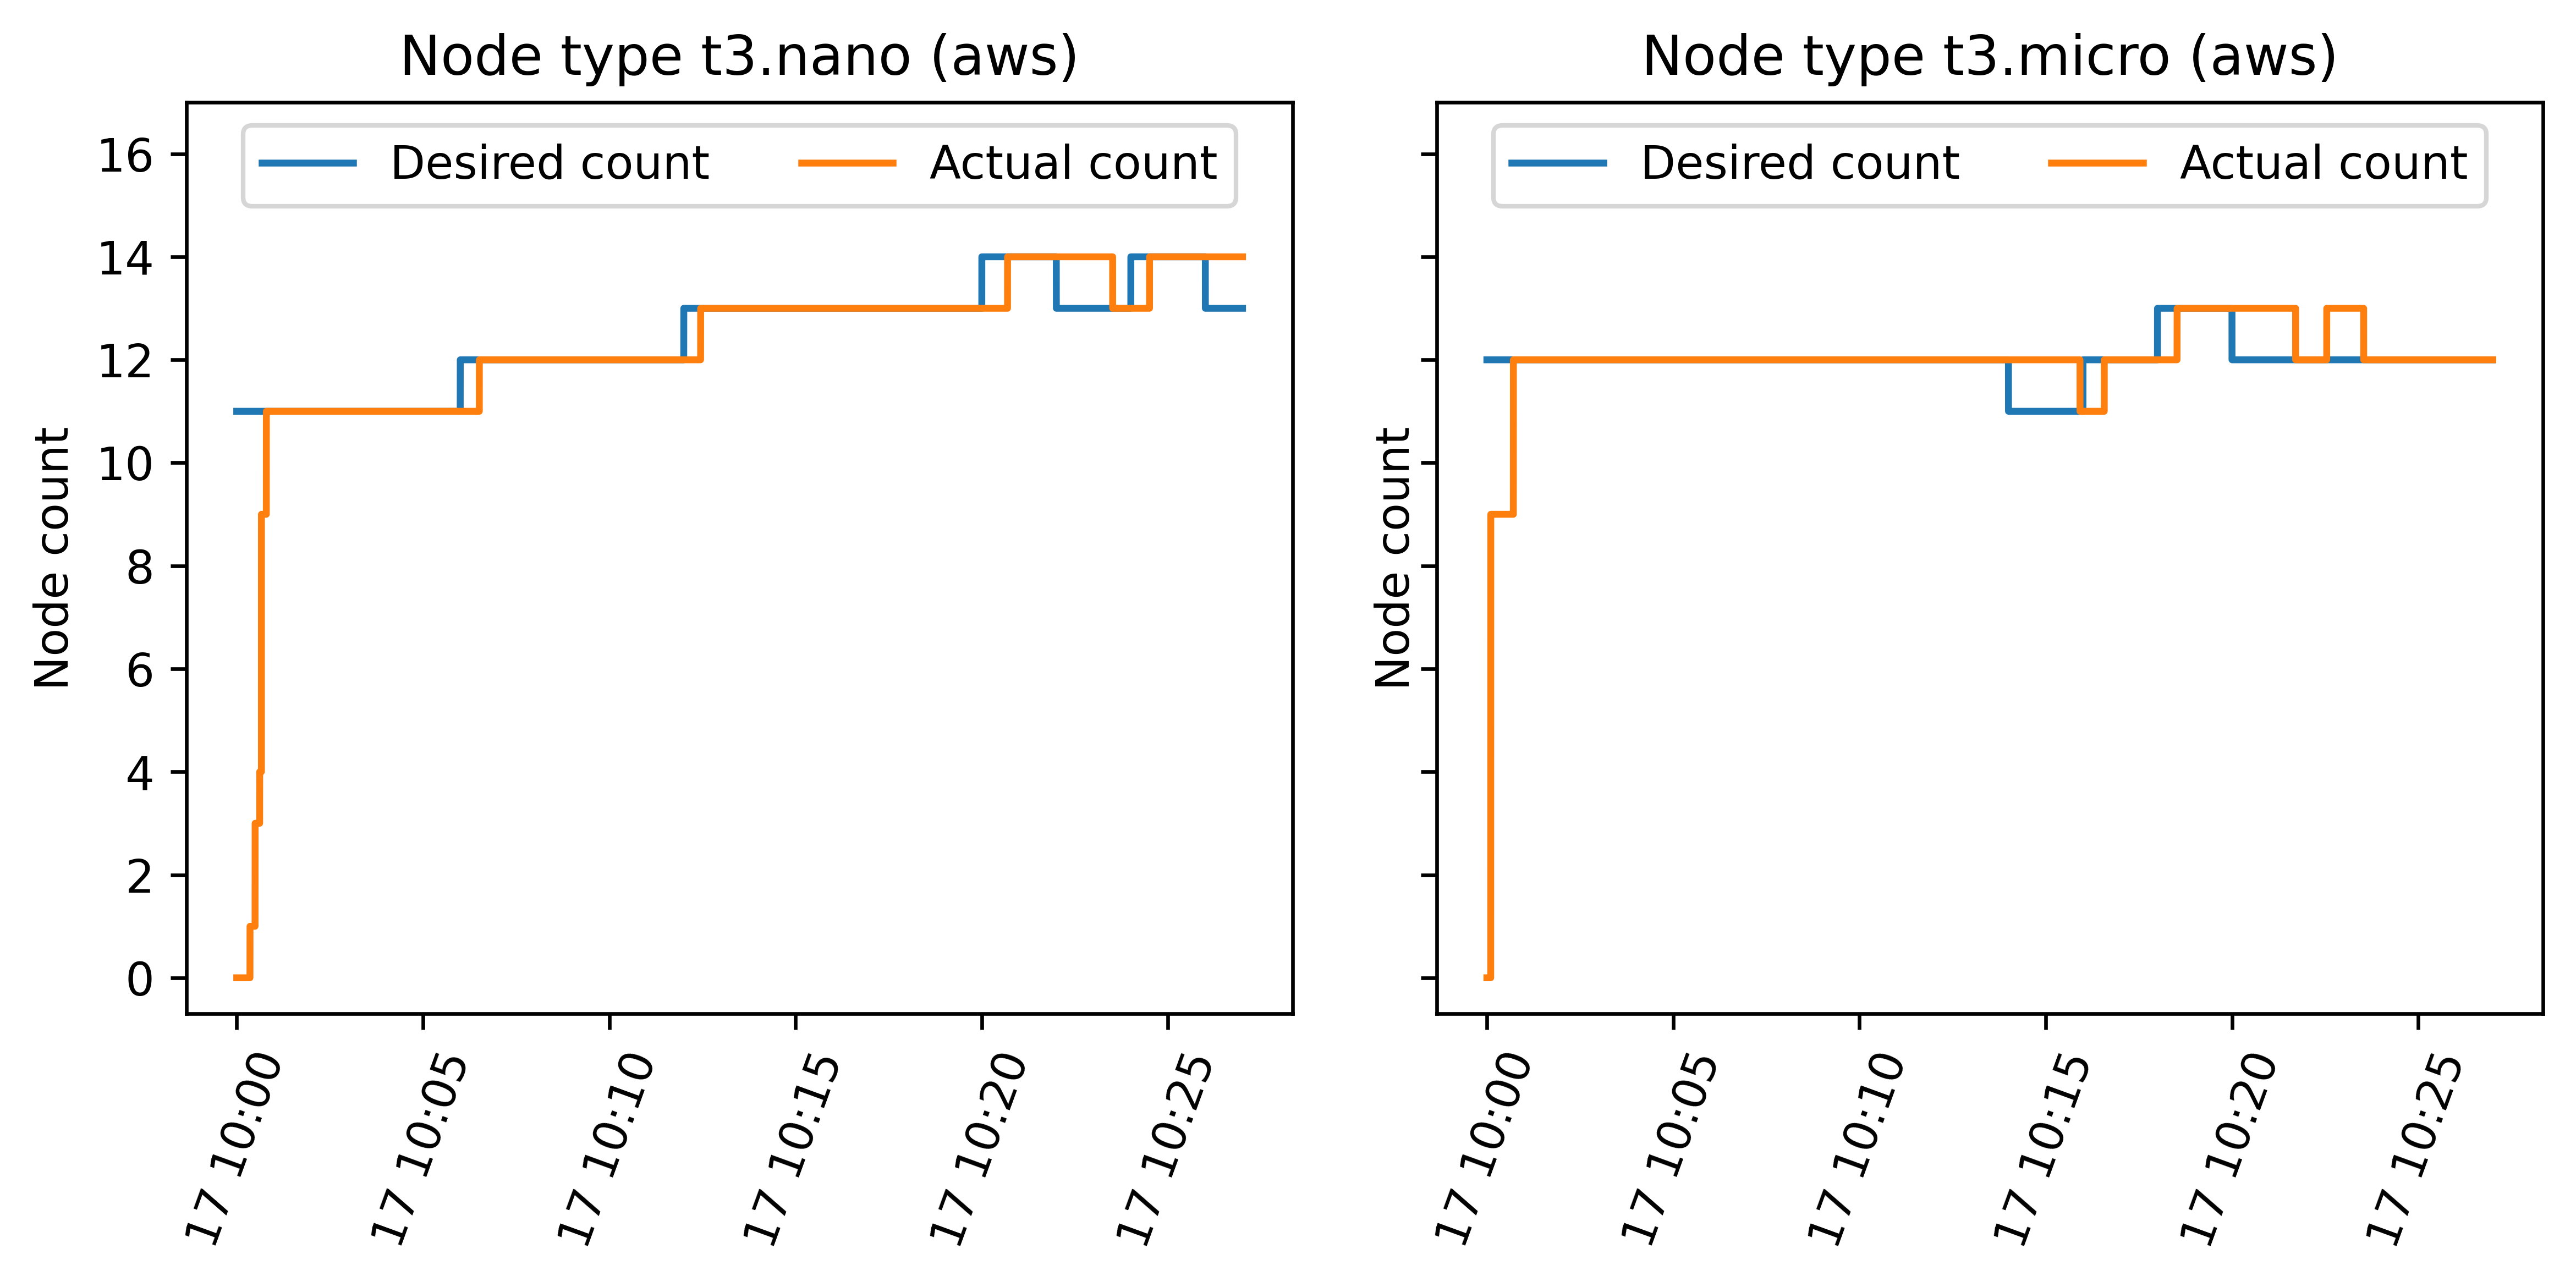 Node type t3.nano (aws)
Desired count
Actual count
Node count
16
14
12
10
8
6
4
2
0
17 10:00
17 10:05
17 10:10
17 10:15
17 10:20
17 10:25
Node type t3.micro (aws)
Desired count
Actual count
Node count
17 10:00
17 10:05
17 10:10
17 10:15
17 10:20
17 10:25